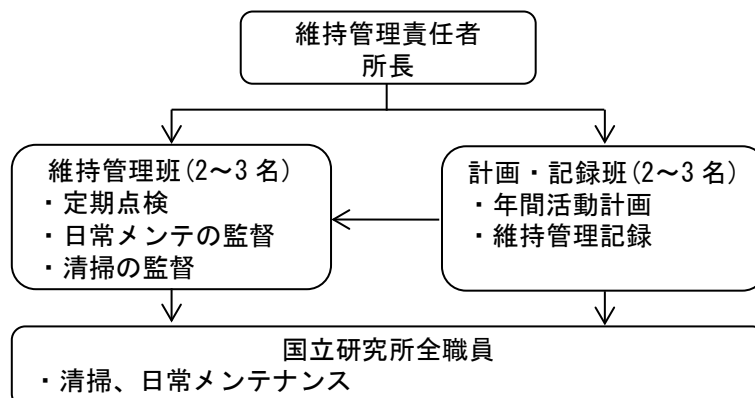 維持管理責任者
所長
維持管理班(2～3 名)
・定期点検
・日常メンテの監督
・清掃の監督
計画・記録班(2～3 名)
・年間活動計画
・維持管理記録
国立研究所全職員
・清掃、日常メンテナンス